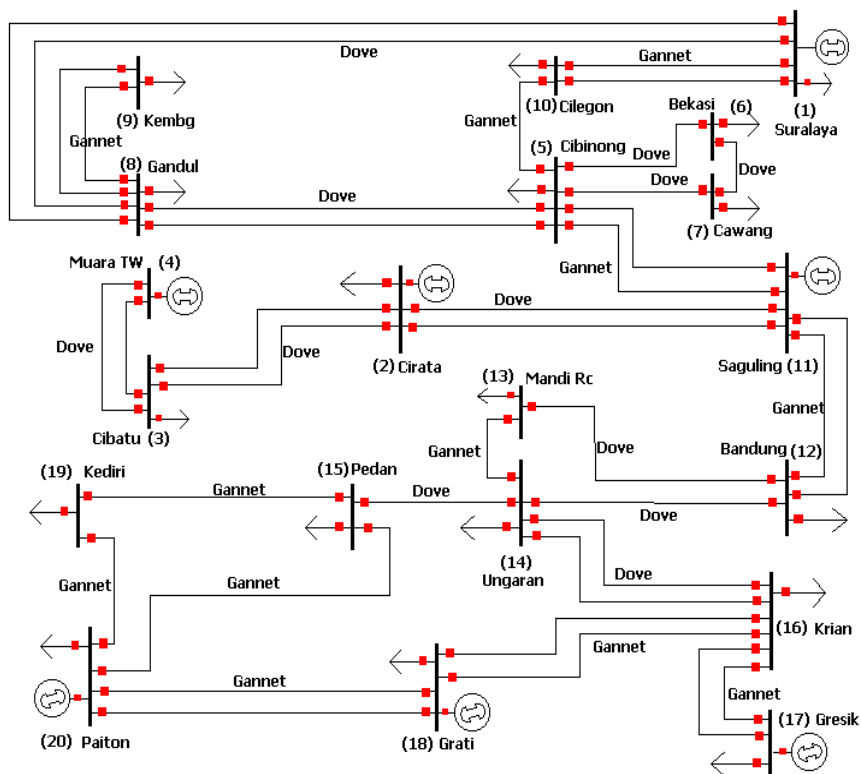 Dove
Gannet
(10) Cilegon
Bekasi (6)
(1)
Suralaya
(9) Kembg
Gannet
Gannet
(5) Cibinong
Dove
Dove
Dove
(8) Gandul
(7) Cawang
Dove
Gannet
Muara TW (4)
Dove
Dove
Dove
(2) Cirata
Saguling (11)
Cibatu (3)
(13) Mandi Rc
Gannet
Gannet
Dove
Bandung (12)
(19) Kediri
(15) Pedan
Gannet
Dove
Dove
(14)
Ungaran
Gannet
Gannet
Dove
(16) Krian
Gannet
Gannet
Gannet
(17) Gresik
(20) Paiton
(18) Grati